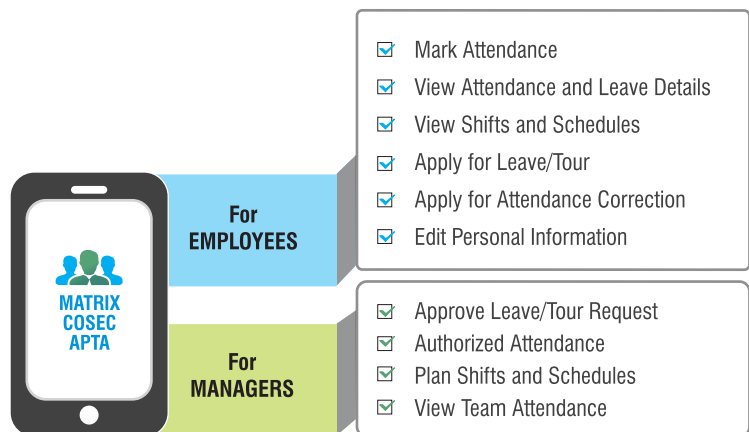 Mark Attendance
View Attendance and Leave Details
View Shifts and Schedules
Apply for Leave/Tour
Apply for Attendance Correction
Edit Personal Information
For
EMPLOYEES
MATRIX
COSEC
APTA
For
MANAGERS
Approve Leave/Tour Request
Authorized Attendance
Plan Shifts and Schedules
View Team Attendance